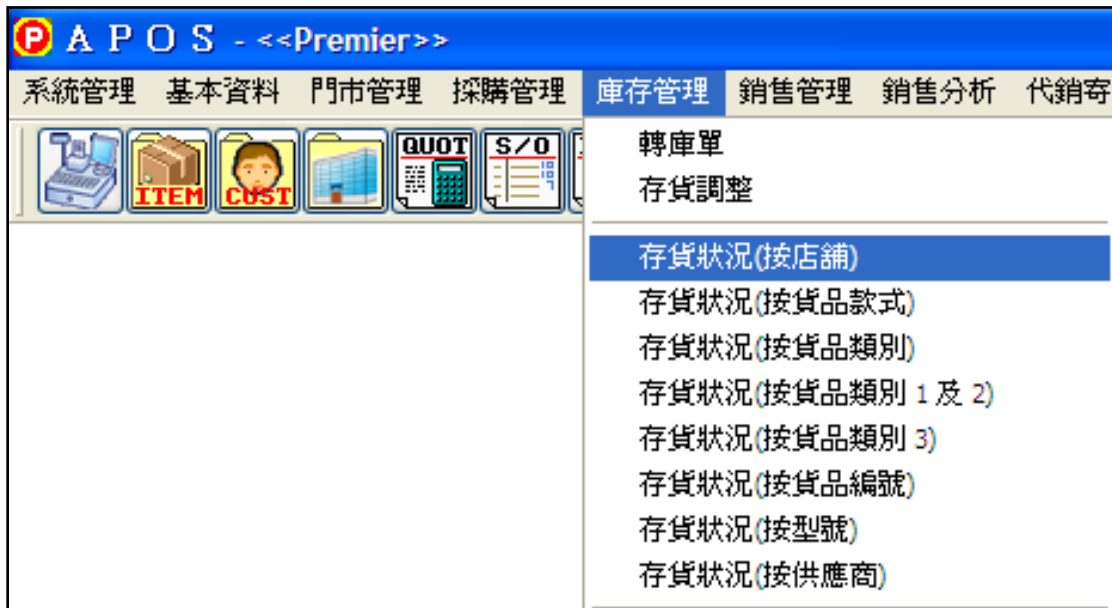 A P O S - <<Premier>>
系統管理 基本資料 門市管理 採購管理 庫存管理 銷售管理 銷售分析 代銷寄
ITEM CUST QUOT S/O
轉庫單
存貨調整
存貨狀況(按店舖)
存貨狀況(按貨品款式)
存貨狀況(按貨品類別)
存貨狀況(按貨品類別 1 及 2)
存貨狀況(按貨品類別 3)
存貨狀況(按貨品編號)
存貨狀況(按型號)
存貨狀況(按供應商)